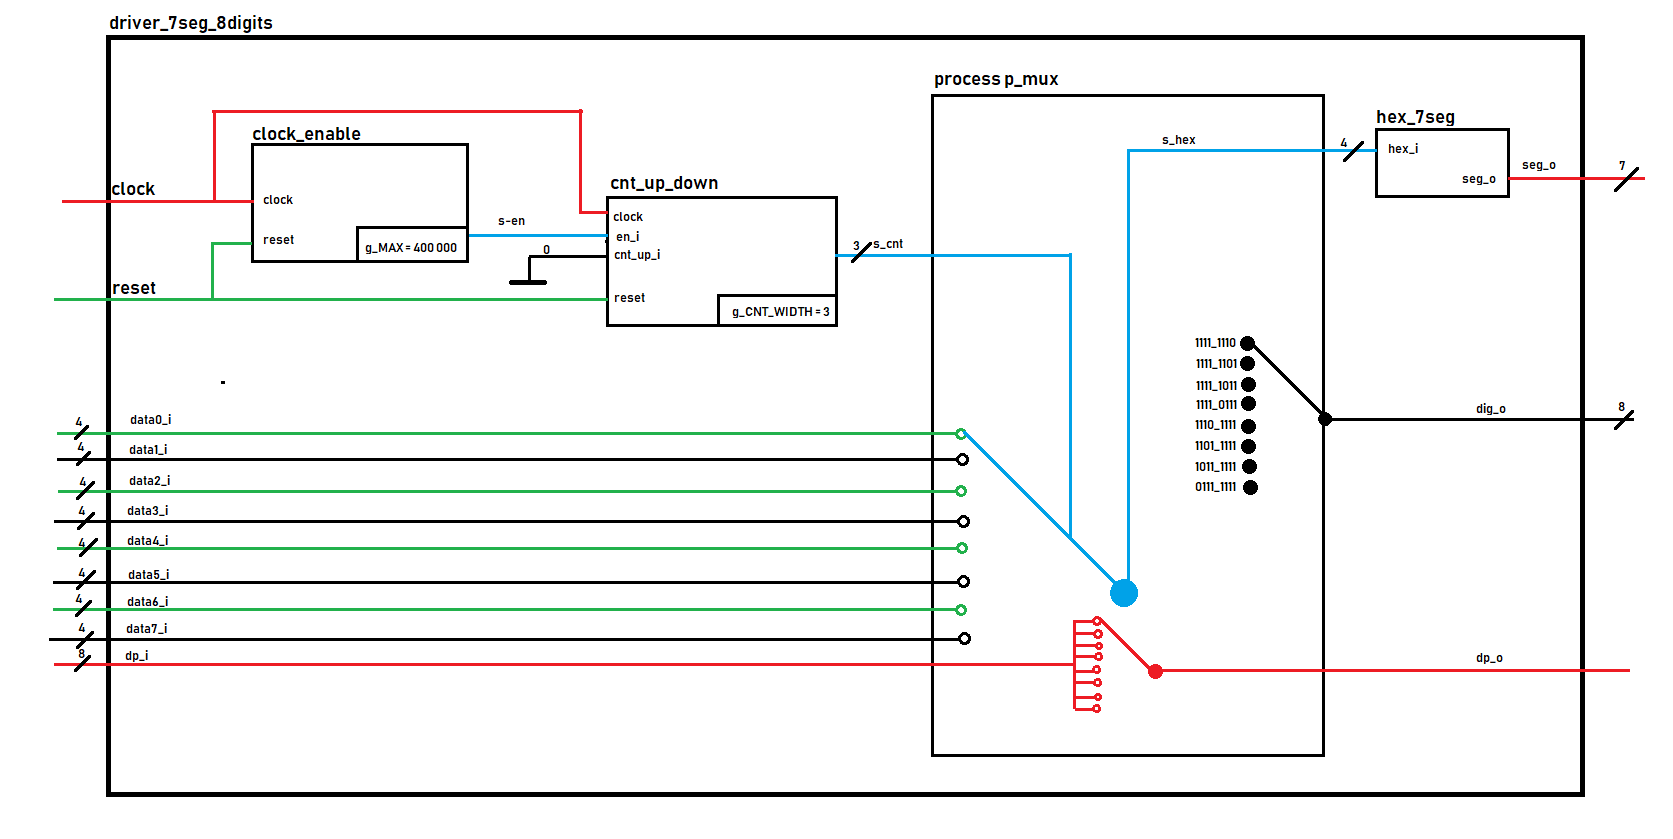 driver_7seg_8digits
process p_mux
hex_7seg
clock_enable
s_hex
4
hex_i
seg_o
7
seg_o
clock
clock
cnt_up_down
clock
s-en
en_i
reset
g_MAX = 400 000
0
cnt_up_i
3
s_cnt
reset
reset
g_CNT_WIDTH = 3
1111_1110
1111_1101
1111_1011
1111_0111
1110_1111
1101_1111
1011_1111
0111_1111
dig_o
8
4
data0_i
4
data1_i
4
data2_i
4
data3_i
4
data4_i
4
data5_i
4
data6_i
4
data7_i
8
dp_i
dp_o